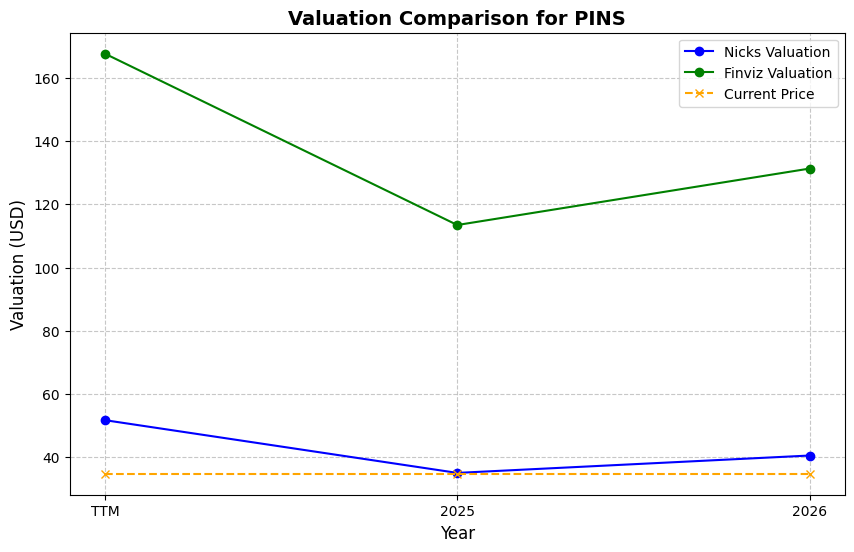 Valuation Comparison for PINS
Nicks Valuation
Finviz Valuation
Current Price
Valuation (USD)
160
140
120
100
80
60
40
TTM
2025
2026
Year